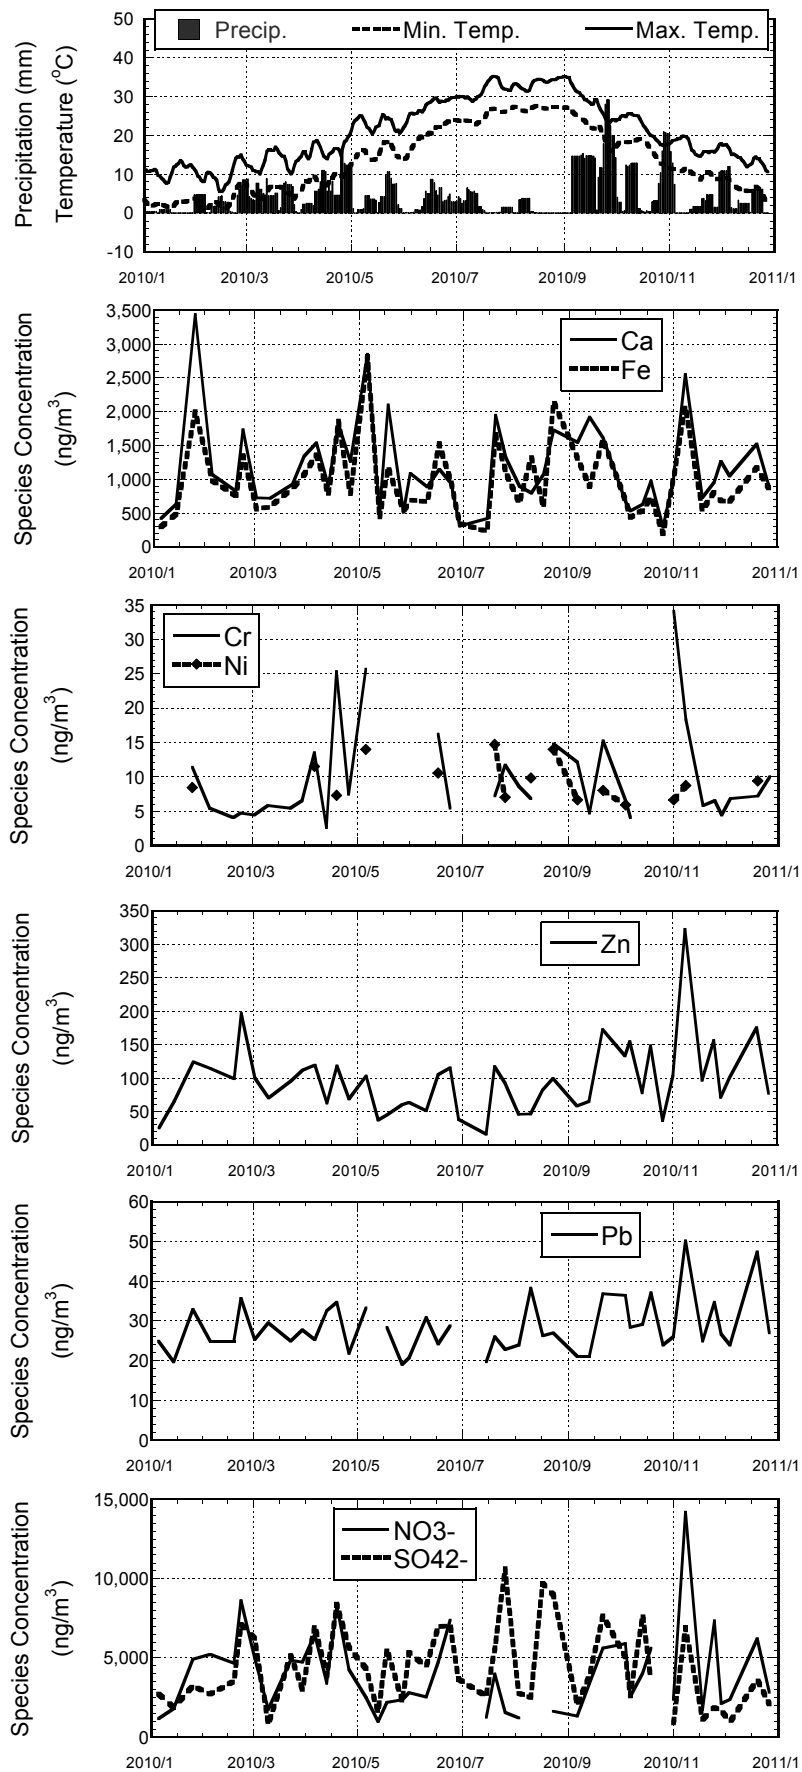 Precipitation (mm)
Temperature (°C)
Precip. Min. Temp. Max. Temp.
50
40
30
20
10
0
-10
2010/1 2010/3 2010/5 2010/7 2010/9 2010/11 2011/1
Species Concentration
(ng/m³)
Ca
Fe
3,500
3,000
2,500
2,000
1,500
1,000
500
0
2010/1 2010/3 2010/5 2010/7 2010/9 2010/11 2011/1
Species Concentration
(ng/m³)
Cr
Ni
35
30
25
20
15
10
5
0
2010/1 2010/3 2010/5 2010/7 2010/9 2010/11 2011/1
Species Concentration
(ng/m³)
Zn
350
300
250
200
150
100
50
0
2010/1 2010/3 2010/5 2010/7 2010/9 2010/11 2011/1
Species Concentration
(ng/m³)
Pb
60
50
40
30
20
10
0
2010/1 2010/3 2010/5 2010/7 2010/9 2010/11 2011/1
Species Concentration
(ng/m³)
NO3-
SO42-
15,000
10,000
5,000
0
2010/1 2010/3 2010/5 2010/7 2010/9 2010/11 2011/1